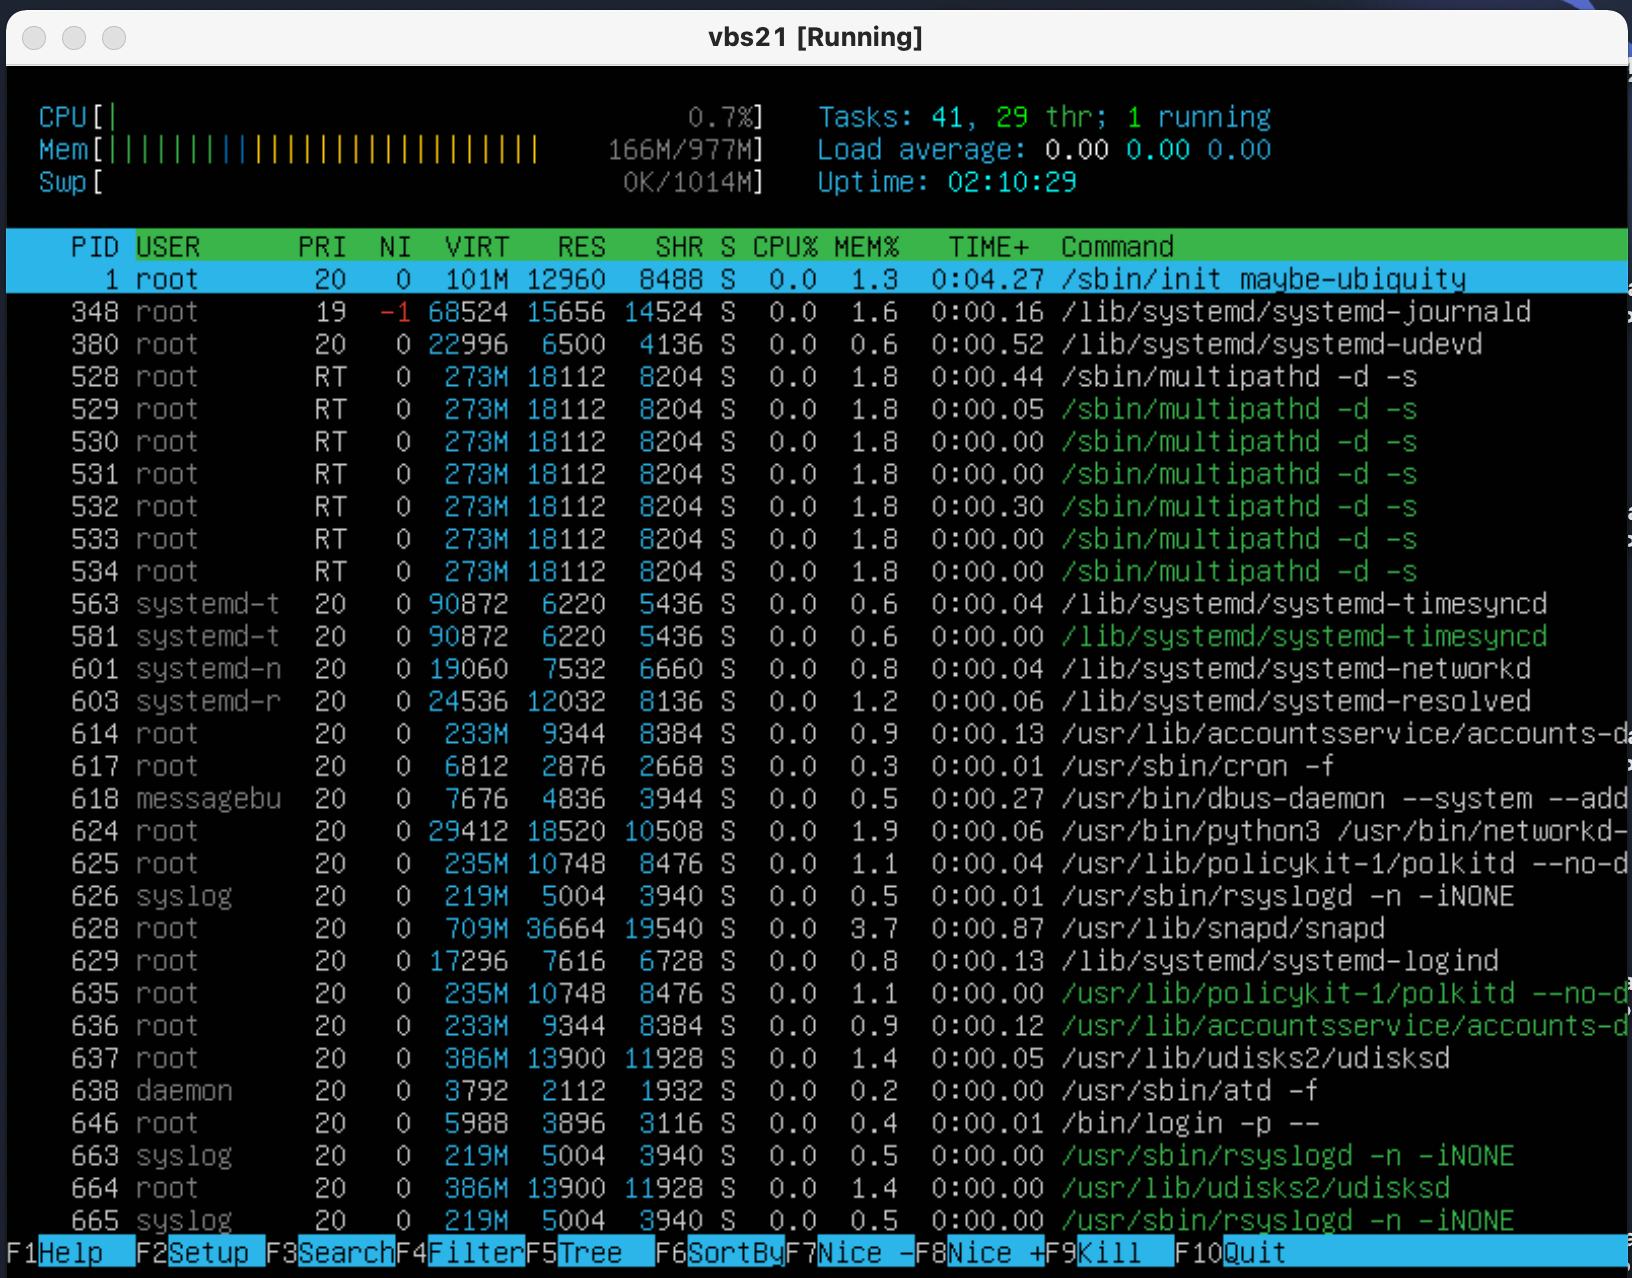 vbs21 [Running]
CPU[| 0.7%] Tasks: 41, 29 thr; 1 running
Mem[||||||||||||||||||||||||||| 166M/977M] Load average: 0.00 0.00 0.00
Swp[ 0K/1014M] Uptime: 02:10:29
PID USER PRI NI VIRT RES SHR S CPU% MEM% TIME+ Command
1 root 20 0 101M 12960 8488 S 0.0 1.3 0:04.27 /sbin/init maybe-ubiquity
348 root 19 -1 68524 15656 14524 S 0.0 1.6 0:00.16 /lib/systemd/systemd-journald
380 root 20 0 22996 6500 4136 S 0.0 0.6 0:00.52 /lib/systemd/systemd-udevd
528 root RT 0 273M 18112 8204 S 0.0 1.8 0:00.44 /sbin/multipathd -d -s
529 root RT 0 273M 18112 8204 S 0.0 1.8 0:00.05 /sbin/multipathd -d -s
530 root RT 0 273M 18112 8204 S 0.0 1.8 0:00.00 /sbin/multipathd -d -s
531 root RT 0 273M 18112 8204 S 0.0 1.8 0:00.00 /sbin/multipathd -d -s
532 root RT 0 273M 18112 8204 S 0.0 1.8 0:00.30 /sbin/multipathd -d -s
533 root RT 0 273M 18112 8204 S 0.0 1.8 0:00.00 /sbin/multipathd -d -s
534 root RT 0 273M 18112 8204 S 0.0 1.8 0:00.00 /sbin/multipathd -d -s
563 systemd-t 20 0 90872 6220 5436 S 0.0 0.6 0:00.04 /lib/systemd/systemd-timesyncd
581 systemd-t 20 0 90872 6220 5436 S 0.0 0.6 0:00.00 /lib/systemd/systemd-timesyncd
601 systemd-n 20 0 19060 7532 6660 S 0.0 0.8 0:00.04 /lib/systemd/systemd-networkd
603 systemd-r 20 0 24536 12032 8136 S 0.0 1.2 0:00.06 /lib/systemd/systemd-resolved
614 root 20 0 233M 9344 8384 S 0.0 0.9 0:00.13 /usr/lib/accountsservice/accounts-d
617 root 20 0 6812 2876 2668 S 0.0 0.3 0:00.01 /usr/sbin/cron -f
618 messagebu 20 0 7676 4836 3944 S 0.0 0.5 0:00.27 /usr/bin/dbus-daemon --system --add
624 root 20 0 29412 18520 10508 S 0.0 1.9 0:00.06 /usr/bin/python3 /usr/bin/networkd-
625 root 20 0 235M 10748 8476 S 0.0 1.1 0:00.04 /usr/lib/policykit-1/polkitd --no-d
626 syslog 20 0 219M 5004 3940 S 0.0 0.5 0:00.01 /usr/sbin/rsyslogd -n -iNONE
628 root 20 0 709M 36664 19540 S 0.0 3.7 0:00.87 /usr/lib/snapd/snapd
629 root 20 0 17296 7616 6728 S 0.0 0.8 0:00.13 /lib/systemd/systemd-logind
635 root 20 0 235M 10748 8476 S 0.0 1.1 0:00.00 /usr/lib/policykit-1/polkitd --no-d
636 root 20 0 233M 9344 8384 S 0.0 0.9 0:00.12 /usr/lib/accountsservice/accounts-d
637 root 20 0 386M 13900 11928 S 0.0 1.4 0:00.05 /usr/lib/udisks2/udisksd
638 daemon 20 0 3792 2112 1932 S 0.0 0.2 0:00.00 /usr/sbin/atd -f
646 root 20 0 5988 3896 3116 S 0.0 0.4 0:00.01 /bin/login -p --
663 syslog 20 0 219M 5004 3940 S 0.0 0.5 0:00.00 /usr/sbin/rsyslogd -n -iNONE
664 root 20 0 386M 13900 11928 S 0.0 1.4 0:00.00 /usr/lib/udisks2/udisksd
665 syslog 20 0 219M 5004 3940 S 0.0 0.5 0:00.00 /usr/sbin/rsyslogd -n -iNONE
F1Help F2Setup F3SearchF4FilterF5Tree F6SortByF7Nice -F8Nice +F9Kill F10Quit